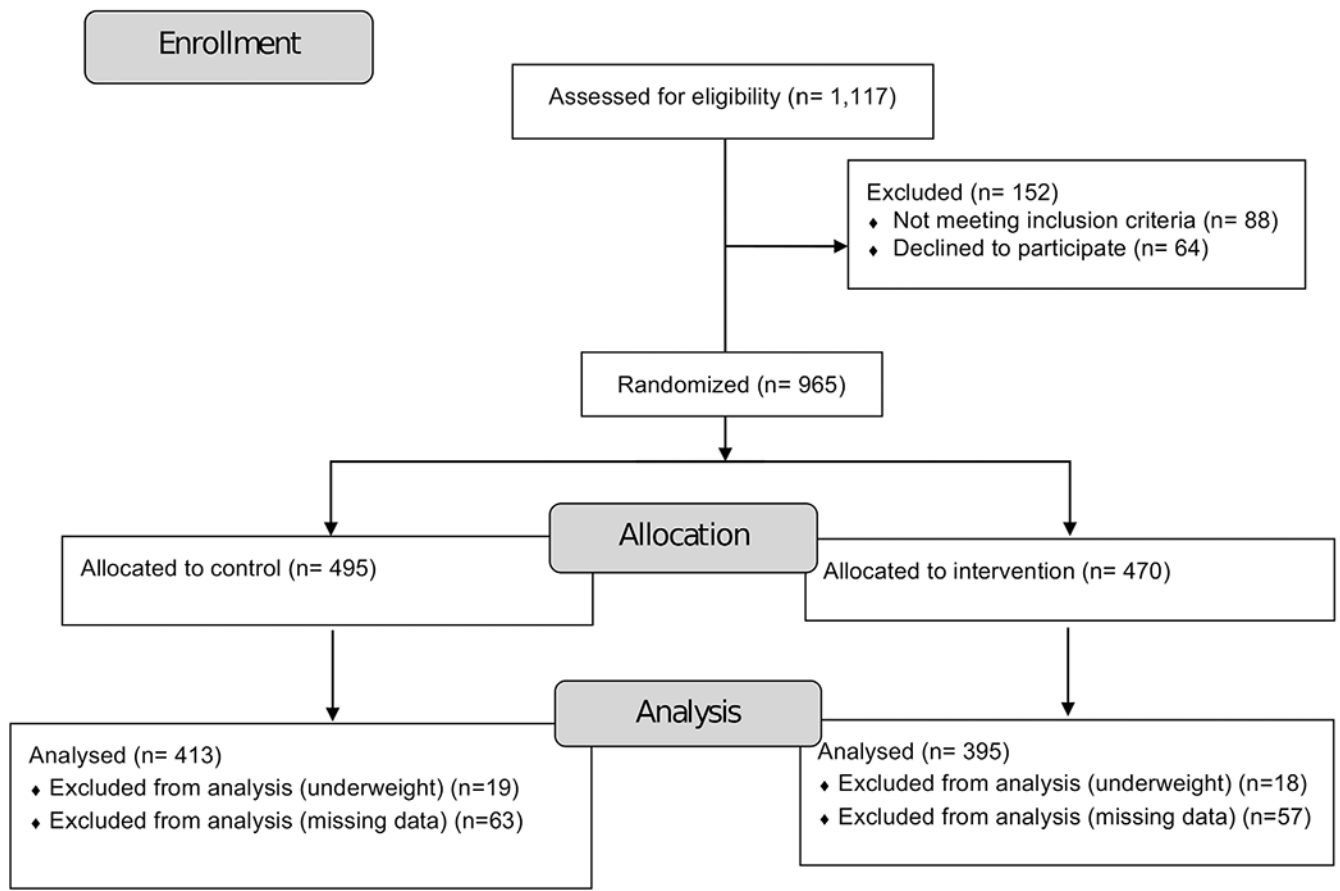 Enrollment
Assessed for eligibility (n= 1,117)
Excluded (n= 152)
♦ Not meeting inclusion criteria (n= 88)
♦ Declined to participate (n= 64)
Randomized (n= 965)
Allocation
Allocated to control (n= 495)
Allocated to intervention (n= 470)
Analysis
Analysed (n= 413)
♦ Excluded from analysis (underweight) (n=19)
♦ Excluded from analysis (missing data) (n=63)
Analysed (n= 395)
♦ Excluded from analysis (underweight) (n=18)
♦ Excluded from analysis (missing data) (n=57)